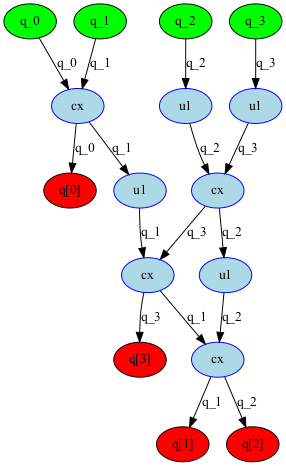 q_0 q_1 q_2 q_3
q_0 q_1 q_2 q_3
cx u1 u1
q_0 q_1 q_2 q_3
q[0] u1 cx
q_1 q_3 q_2
cx u1
q_3 q_1 q_2
q[3] cx
q_1 q_2
q[1] q[2]